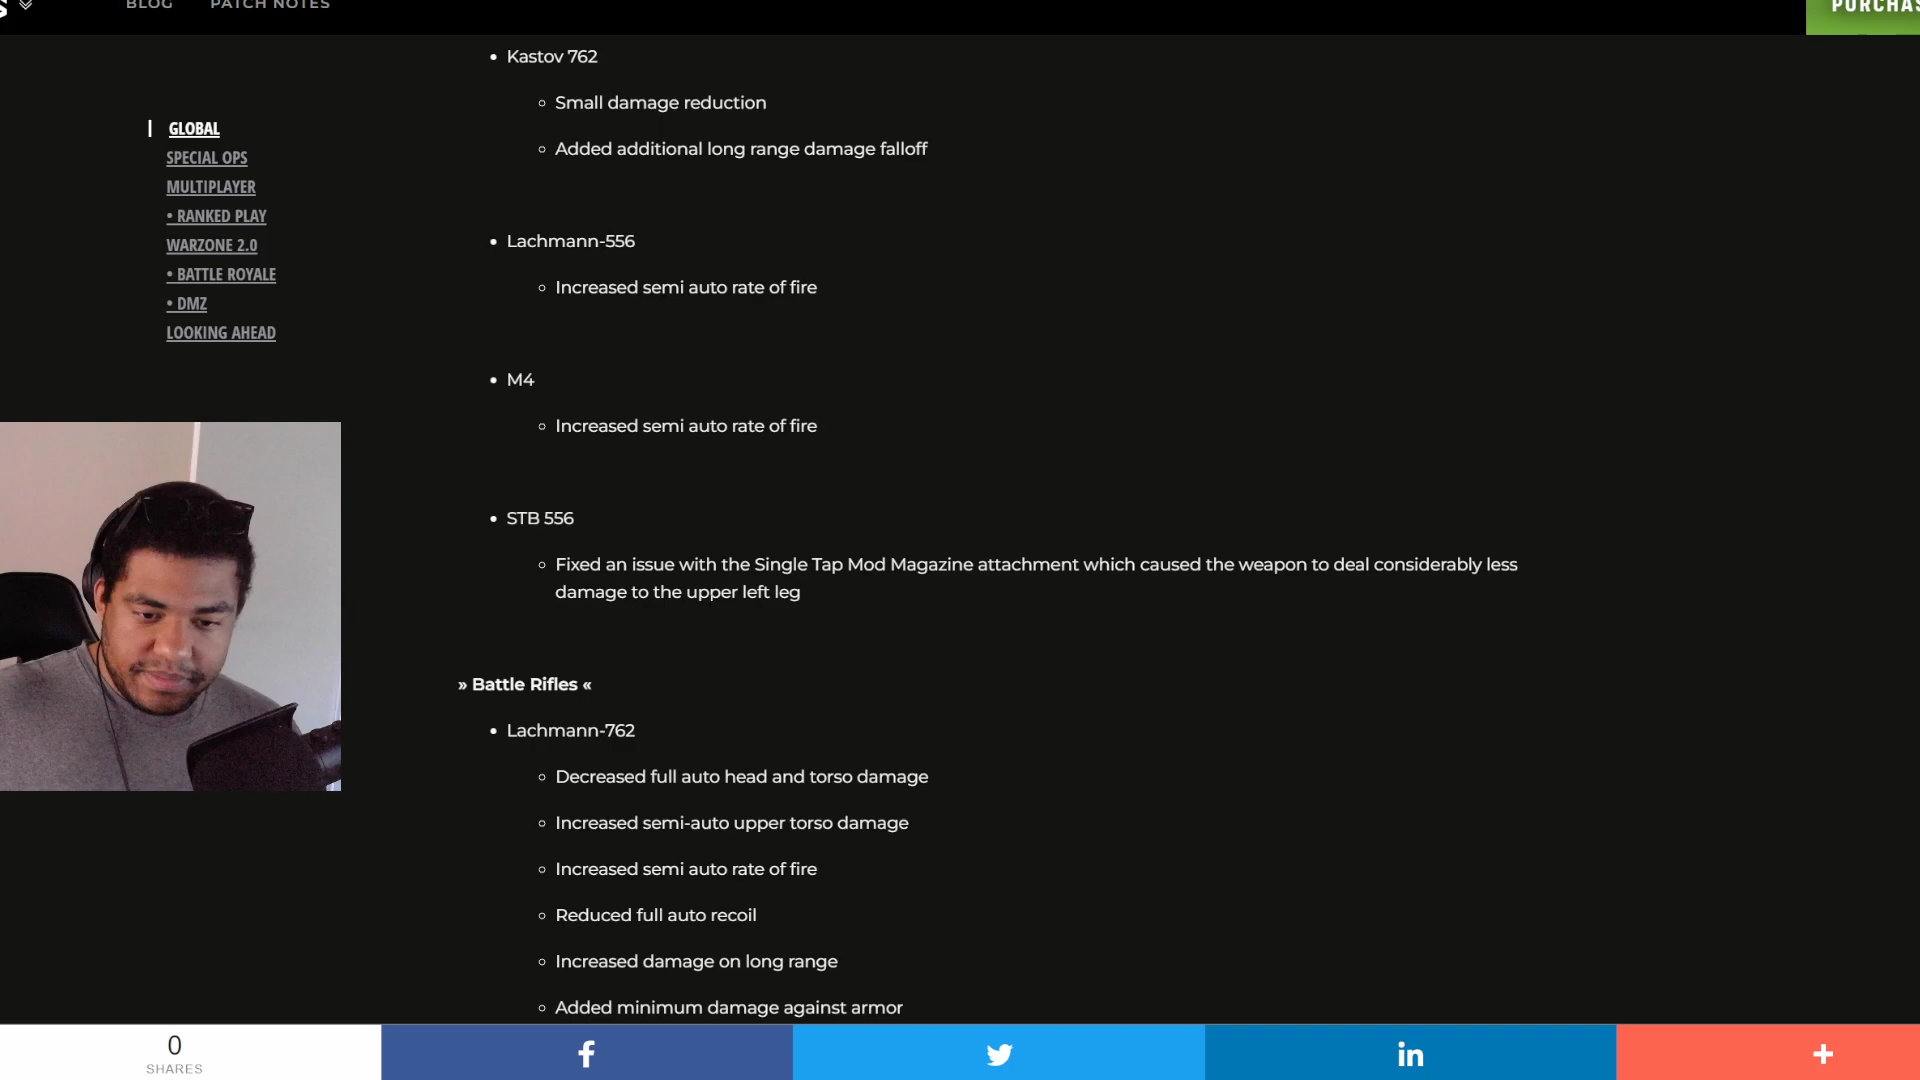 BLOG
PATCH NOTES
• Kastov 762
Small damage reduction
Added additional long range damage falloff
GLOBAL
SPECIAL OPS
MULTIPLAYER
• RANKED PLAY
WARZONE 2.0
• BATTLE ROYALE
• DMZ
LOOKING AHEAD
• Lachmann-556
Increased semi auto rate of fire
• M4
Increased semi auto rate of fire
• STB 556
Fixed an issue with the Single Tap Mod Magazine attachment which caused the weapon to deal considerably less
damage to the upper left leg
» Battle Rifles «
• Lachmann-762
Decreased full auto head and torso damage
Increased semi-auto upper torso damage
Increased semi auto rate of fire
Reduced full auto recoil
Increased damage on long range
Added minimum damage against armor
0
SHARES